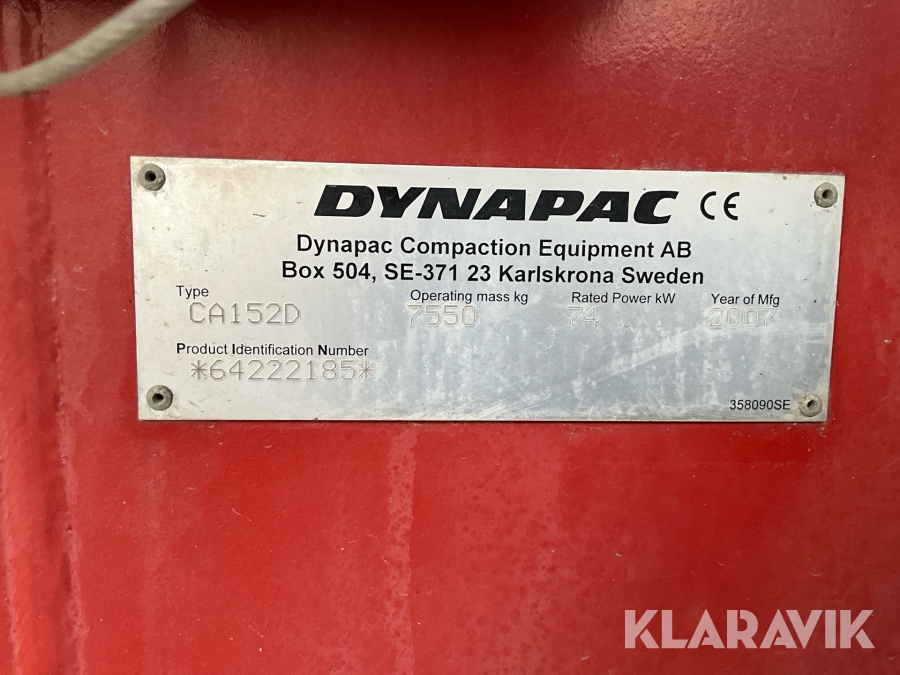 DYNAPAC CE
Dynapac Compaction Equipment AB
Box 504, SE-371 23 Karlskrona Sweden
Type Operating mass kg Rated Power kW Year of Mfg
CA152D 7550 74 2007
Product Identification Number
*64222185*
358090SE
KLARAVIK